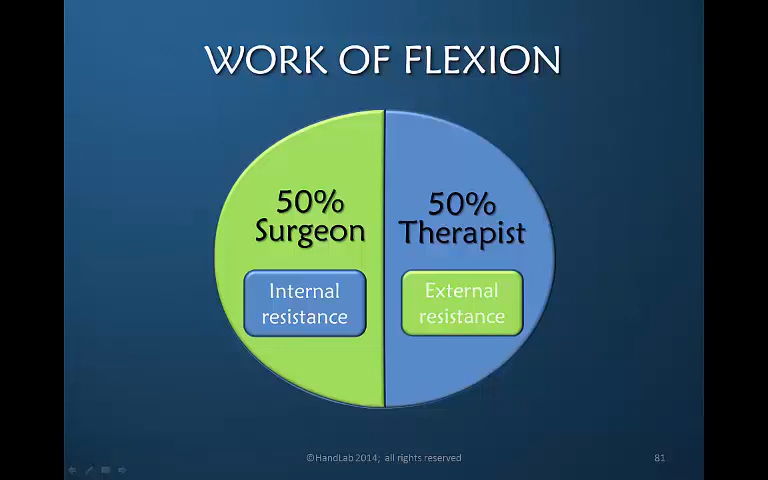 WORK OF FLEXION
50%
Surgeon
Internal
resistance
50%
Therapist
External
resistance
©HandLab 2014; all rights reserved
81